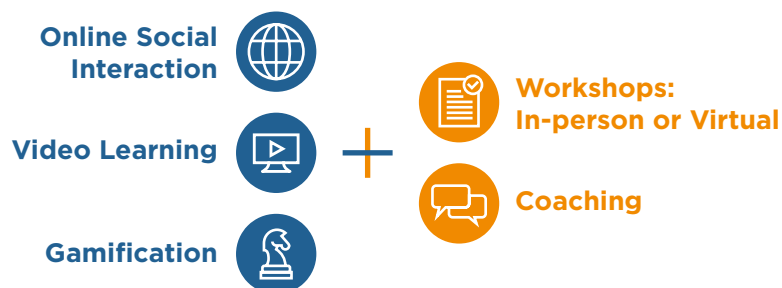 Online Social
Interaction
Video Learning
Gamification
Workshops:
In-person or Virtual
Coaching